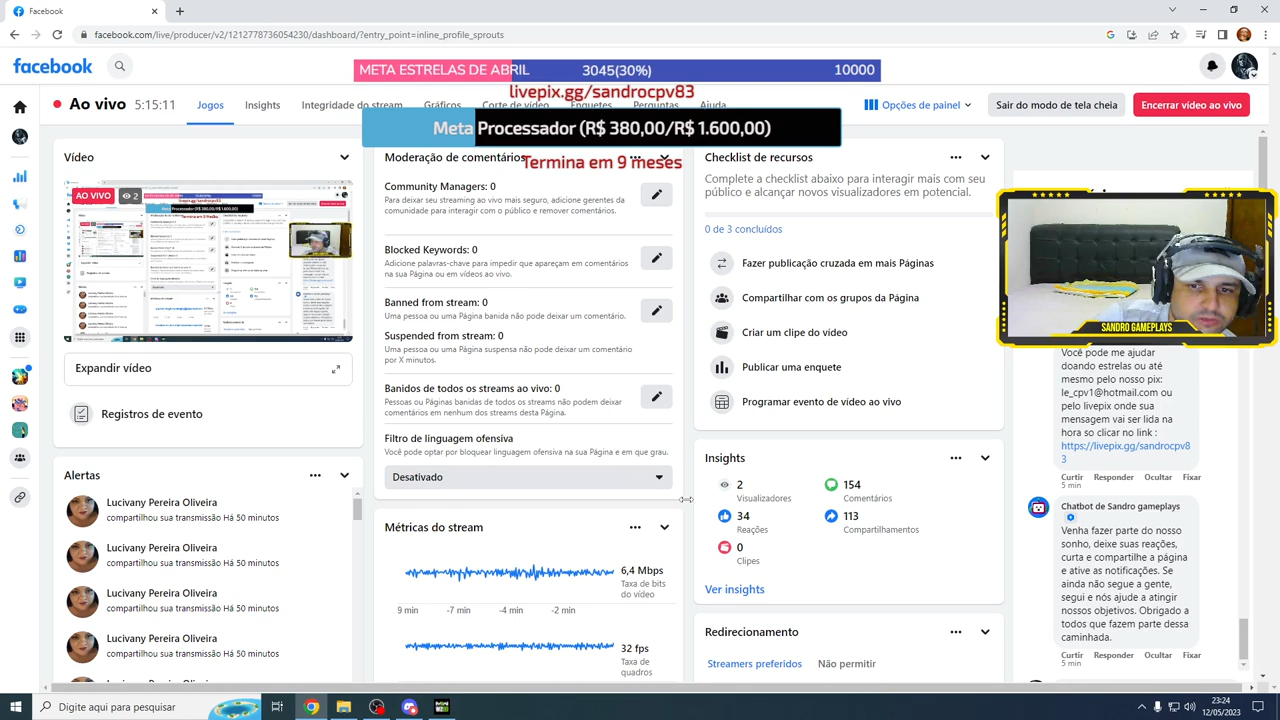 Facebook
facebook.com/live/producer/v2/1212778736054230/dashboard/?entry_point=inline_profile_sprouts
facebook
META ESTRELAS DE ABRIL 3045(30%) 10000
livepix.gg/sandrocpv83
Ao vivo 5:15:11
Jogos Insights Integridade do stream Gráficos Corte de vídeo Enquetes Perguntas Ajuda
Opções de painel Sair do modo de tela cheia Encerrar vídeo ao vivo
Meta Processador (R$ 380,00/R$ 1.600,00)
Termina em 9 meses
Vídeo
AO VIVO 2
Expandir vídeo
Registros de evento
Alertas
Lucivany Pereira Oliveira
compartilhou sua transmissão Há 50 minutos
Lucivany Pereira Oliveira
compartilhou sua transmissão Há 50 minutos
Lucivany Pereira Oliveira
compartilhou sua transmissão Há 50 minutos
Lucivany Pereira Oliveira
compartilhou sua transmissão Há 50 minutos
Moderação de comentários
Community Managers: 0
Para deixar seu streaming ao vivo mais seguro, adicione gerentes da
comunidade para interagir com o público e remover comentários.
Blocked Keywords: 0
Adicione palavras-chave para impedir que apareçam em comentários
na sua Página ou em vídeos ao vivo.
Banned from stream: 0
Uma pessoa ou uma Página banida não pode deixar um comentário.
Suspended from stream: 0
Uma pessoa ou uma Página suspensa não pode deixar um comentário
por X minutos.
Banidos de todos os streams ao vivo: 0
Pessoas ou Páginas banidas de todos os streams não podem deixar
comentários em nenhum dos streams desta Página.
Filtro de linguagem ofensiva
Você pode optar por bloquear linguagem ofensiva na sua Página e em que grau.
Desativado
Métricas do stream
6,4 Mbps
Taxa de bits
do vídeo
9 min -7 min -4 min -2 min
32 fps
Taxa de
quadros
Checklist de recursos
Complete a checklist abaixo para interagir mais com seu
público e alcançar novos visualizadores em potencial.
0 de 3 concluídos
Fazer publicação cruzada em mais Páginas
Compartilhar com os grupos da Página
Criar um clipe do vídeo
Publicar uma enquete
Programar evento de vídeo ao vivo
Insights
2
Visualizadores
154
Comentários
34
Reações
113
Compartilhamentos
0
Clipes
Ver insights
Redirecionamento
Streamers preferidos Não permitir
SANDRO GAMEPLAYS
Você pode me ajudar
doando estrelas ou até
mesmo pelo nosso pix:
le_cpv1@hotmail.com ou
pelo livepix onde sua
mensagem vai ser lida na
hora so clicar no link :
https://livepix.gg/sandrocpv8
3
Curtir Responder Ocultar Fixar
5 min
Chatbot de Sandro gameplays
Venha fazer parte do nosso
sonho, deixe suas reações,
curta e compartilhe a página
e ative as notificações. Se
ainda não segue a gente,
segui e nós ajude a atingir
nossos objetivos. Obrigado a
todos que fazem parte dessa
caminhada.
Curtir Responder Ocultar Fixar
5 min
Digite aqui para pesquisar
23:24
12/05/2023